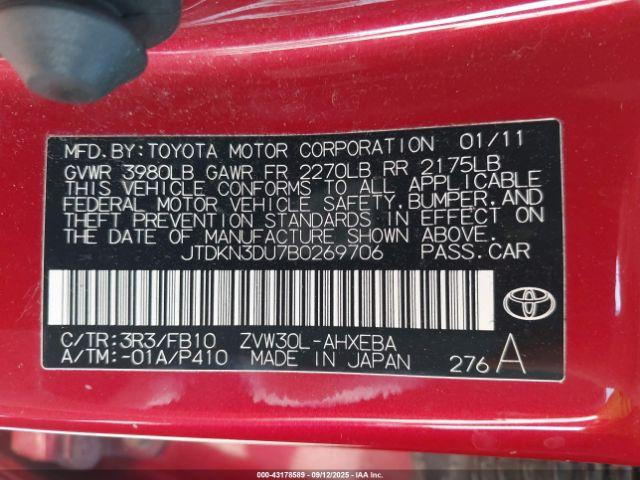 MFD.BY:TOYOTA MOTOR CORPORATION 01/11
GVWR 3980LB GAWR FR 2270LB RR 2175LB
THIS VEHICLE CONFORMS TO ALL APPLICABLE
FEDERAL MOTOR VEHICLE SAFETY,BUMPER,AND
THEFT PREVENTION STANDARDS IN EFFECT ON
THE DATE OF MANUFACTURE SHOWN ABOVE.
JTDKN3DU7B0269706 PASS.CAR
C/TR:3R3/FB10 ZVW30L-AHXEBA
A/TM:-01A/P410 MADE IN JAPAN 276 A
000-43178589 | 09/12/2025 | IAA, Inc.